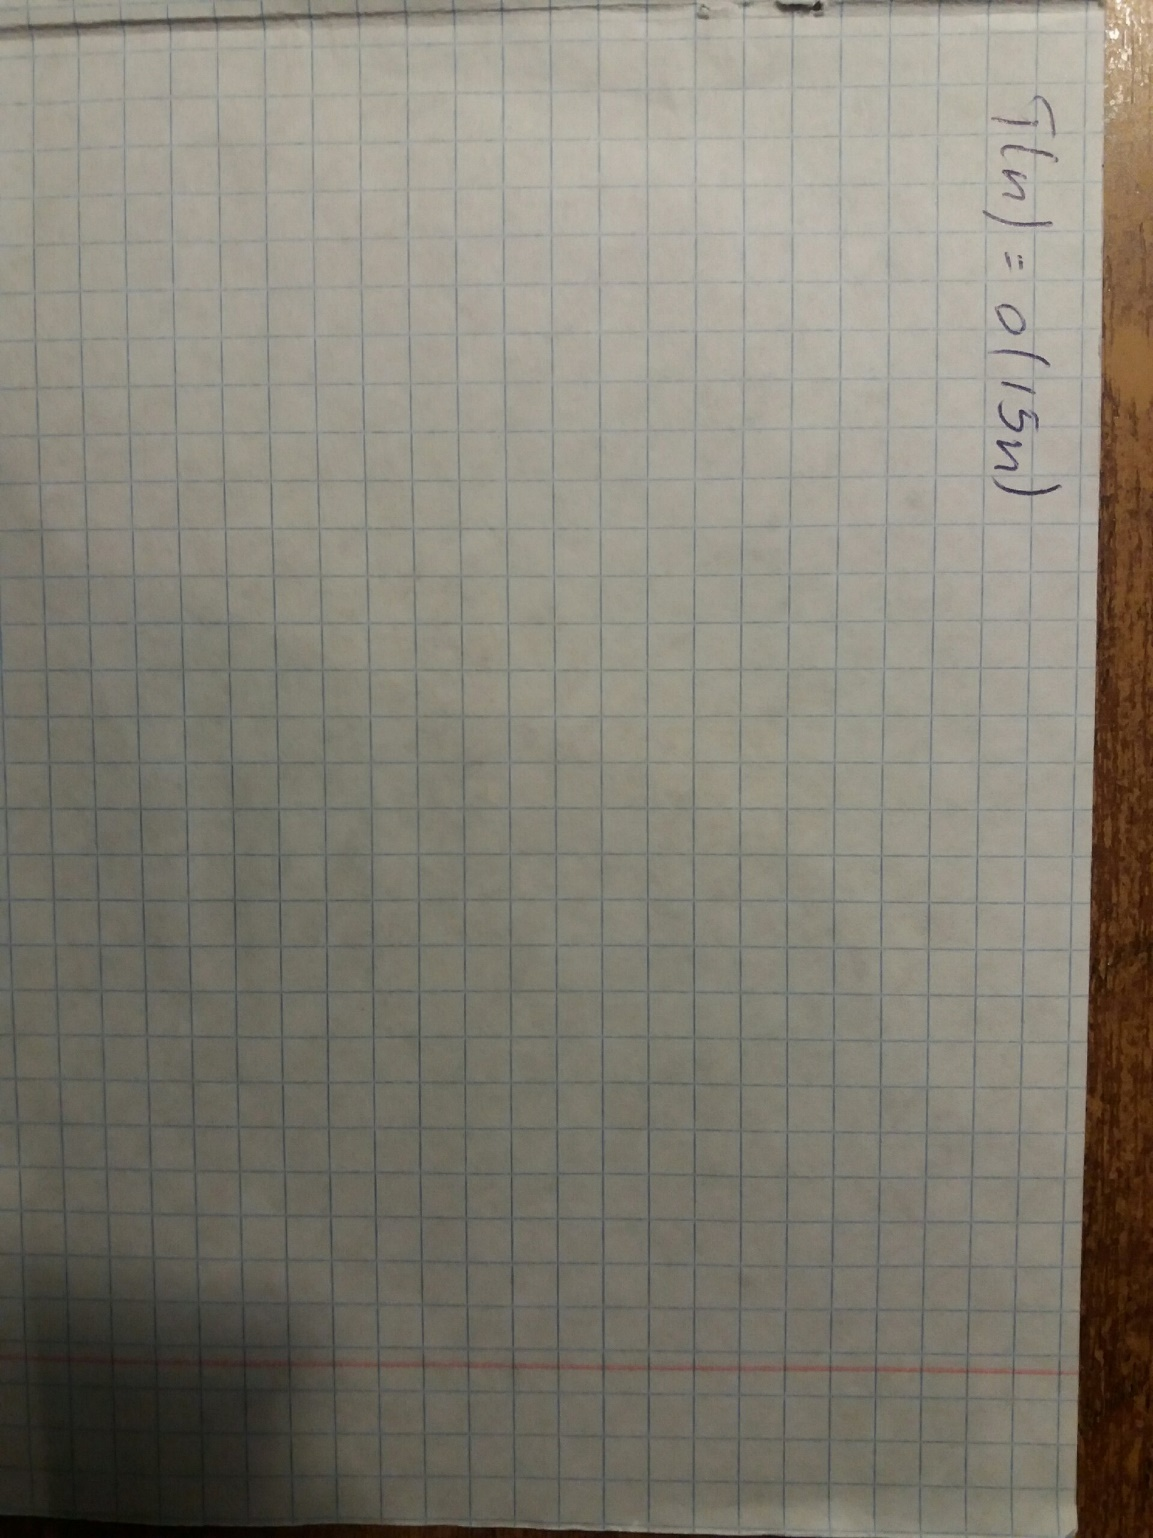 T(n) = O(15n)